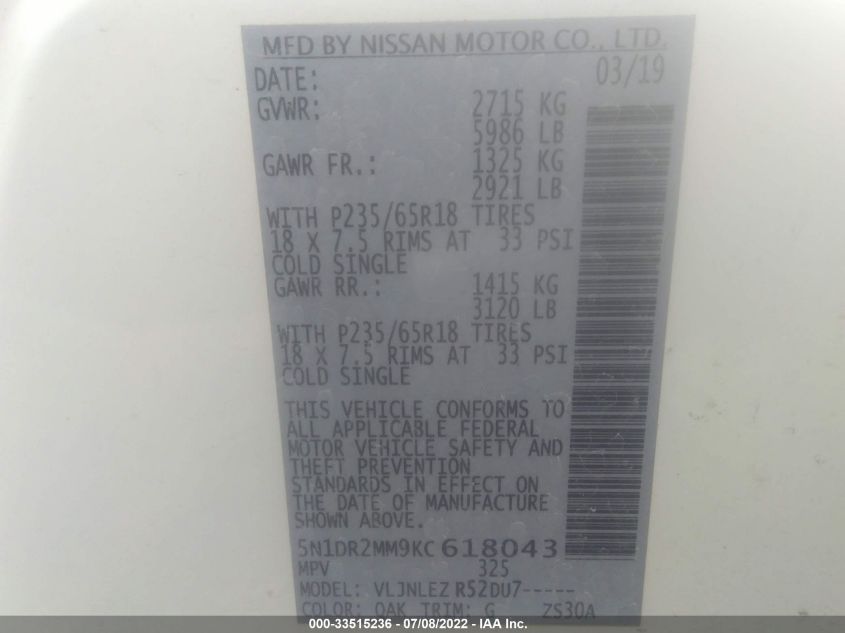 MFD BY NISSAN MOTOR CO., LTD.
DATE: 03/19
GVWR: 2715 KG
5986 LB
GAWR FR.: 1325 KG
2921 LB
WITH P235/65R18 TIRES
18 X 7.5 RIMS AT 33 PSI
COLD SINGLE
GAWR RR.: 1415 KG
3120 LB
WITH P235/65R18 TIRES
18 X 7.5 RIMS AT 33 PSI
COLD SINGLE
THIS VEHICLE CONFORMS TO
ALL APPLICABLE FEDERAL
MOTOR VEHICLE SAFETY AND
THEFT PREVENTION
STANDARDS IN EFFECT ON
THE DATE OF MANUFACTURE
SHOWN ABOVE.
5N1DR2MM9KC618043
MPV 325
MODEL: VLJNLEZ R52DU7-----
COLOR: QAK TRIM: G ZS30A
000-33515236 - 07/08/2022 - IAA Inc.